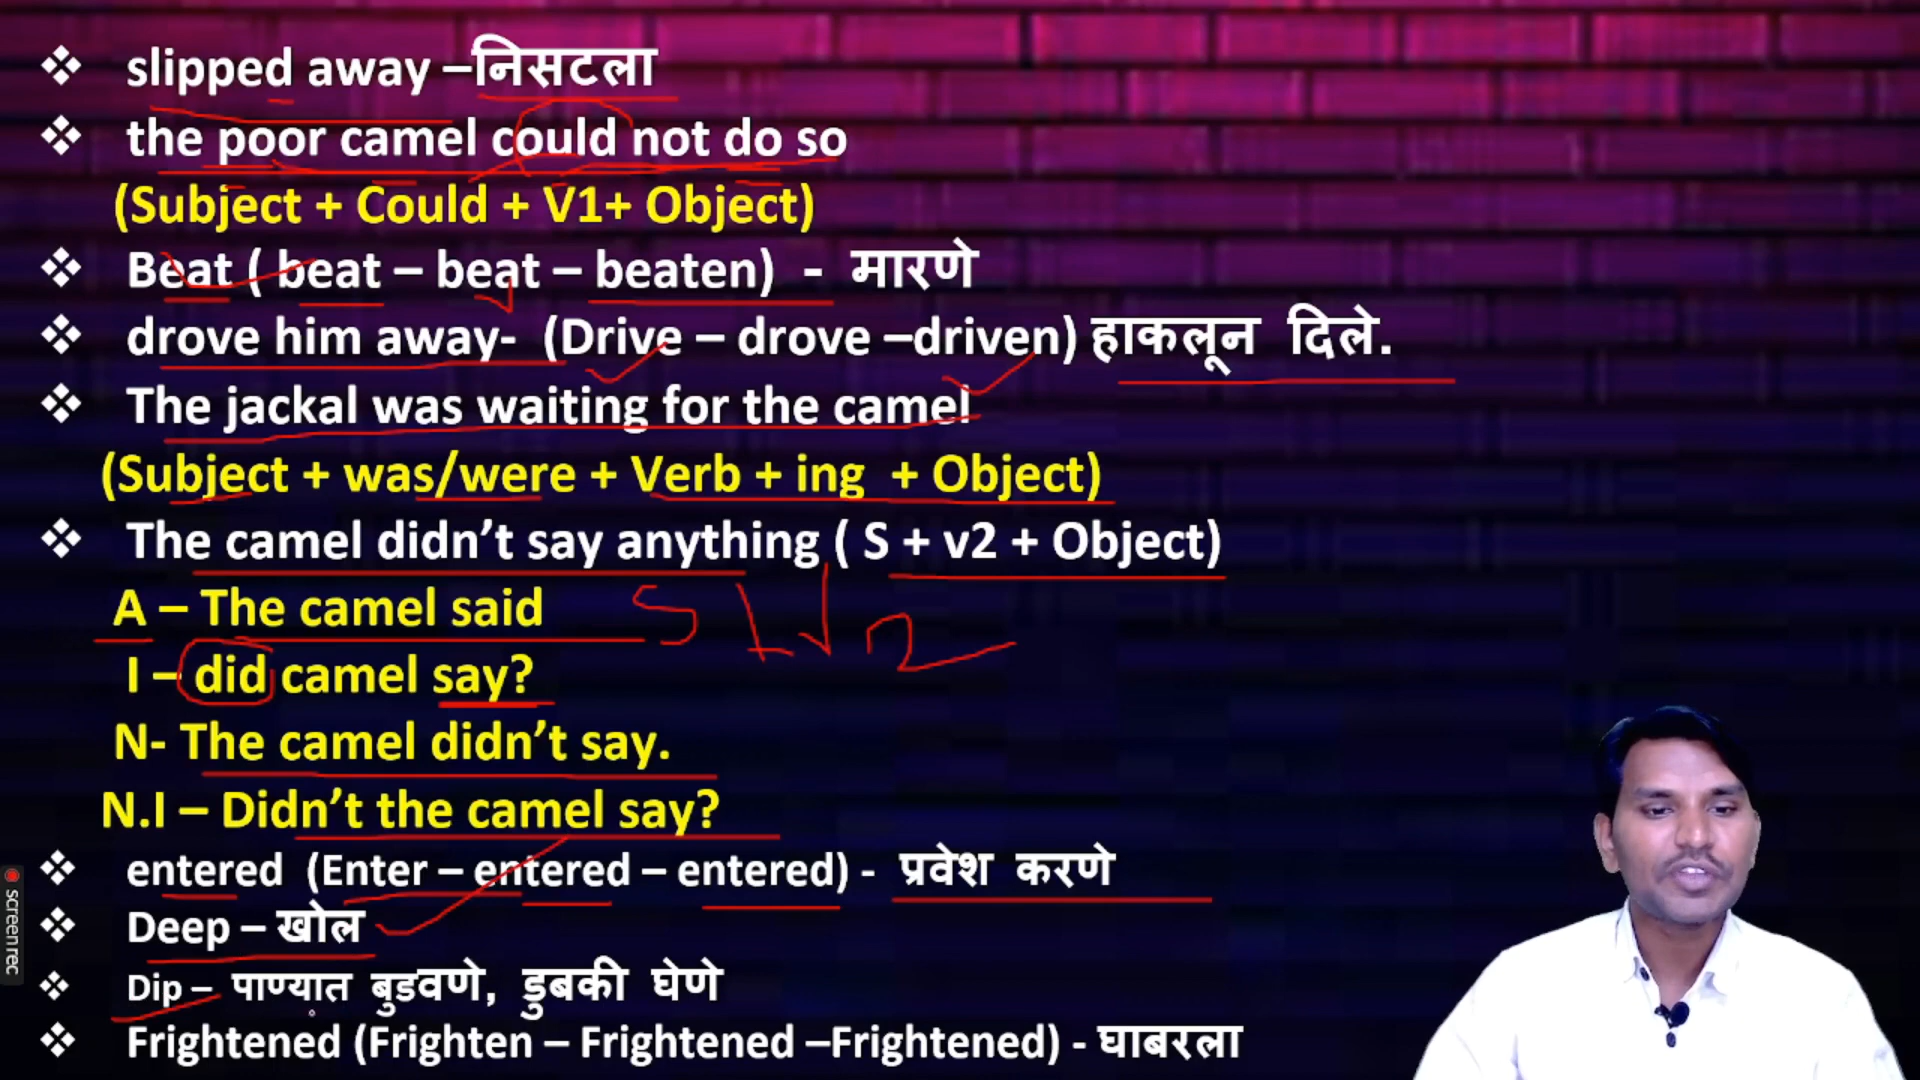 ❖ slipped away –निसटला
❖ the poor camel could not do so
(Subject + Could + V1+ Object)
❖ Beat ( beat – beat – beaten) - मारणे
❖ drove him away- (Drive – drove –driven) हाकलून दिले.
❖ The jackal was waiting for the camel
(Subject + was/were + Verb + ing + Object)
❖ The camel didn’t say anything ( S + v2 + Object)
A – The camel said S + V2
I – did camel say?
N- The camel didn’t say.
N.I – Didn’t the camel say?
❖ entered (Enter – entered – entered) - प्रवेश करणे
❖ Deep – खोल
❖ Dip – पाण्यात बुडवणे, डुबकी घेणे
❖ Frightened (Frighten – Frightened –Frightened) - घाबरला
screenrec